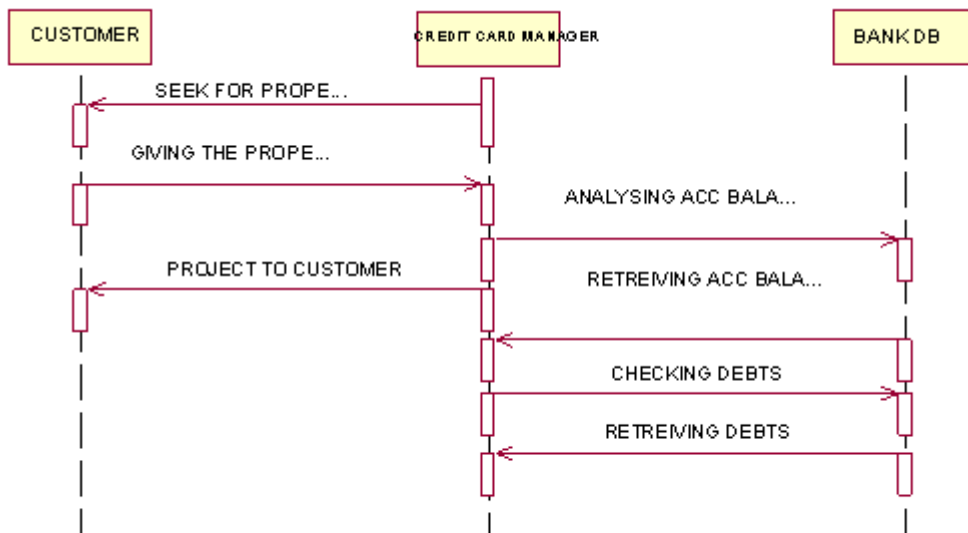 CUSTOMER
CREDIT CARD MANAGER
BANK DB
SEEK FOR PROPE...
GIVING THE PROPE...
ANALYSING ACC BALA...
PROJECT TO CUSTOMER
RETREIVING ACC BALA...
CHECKING DEBTS
RETREIVING DEBTS